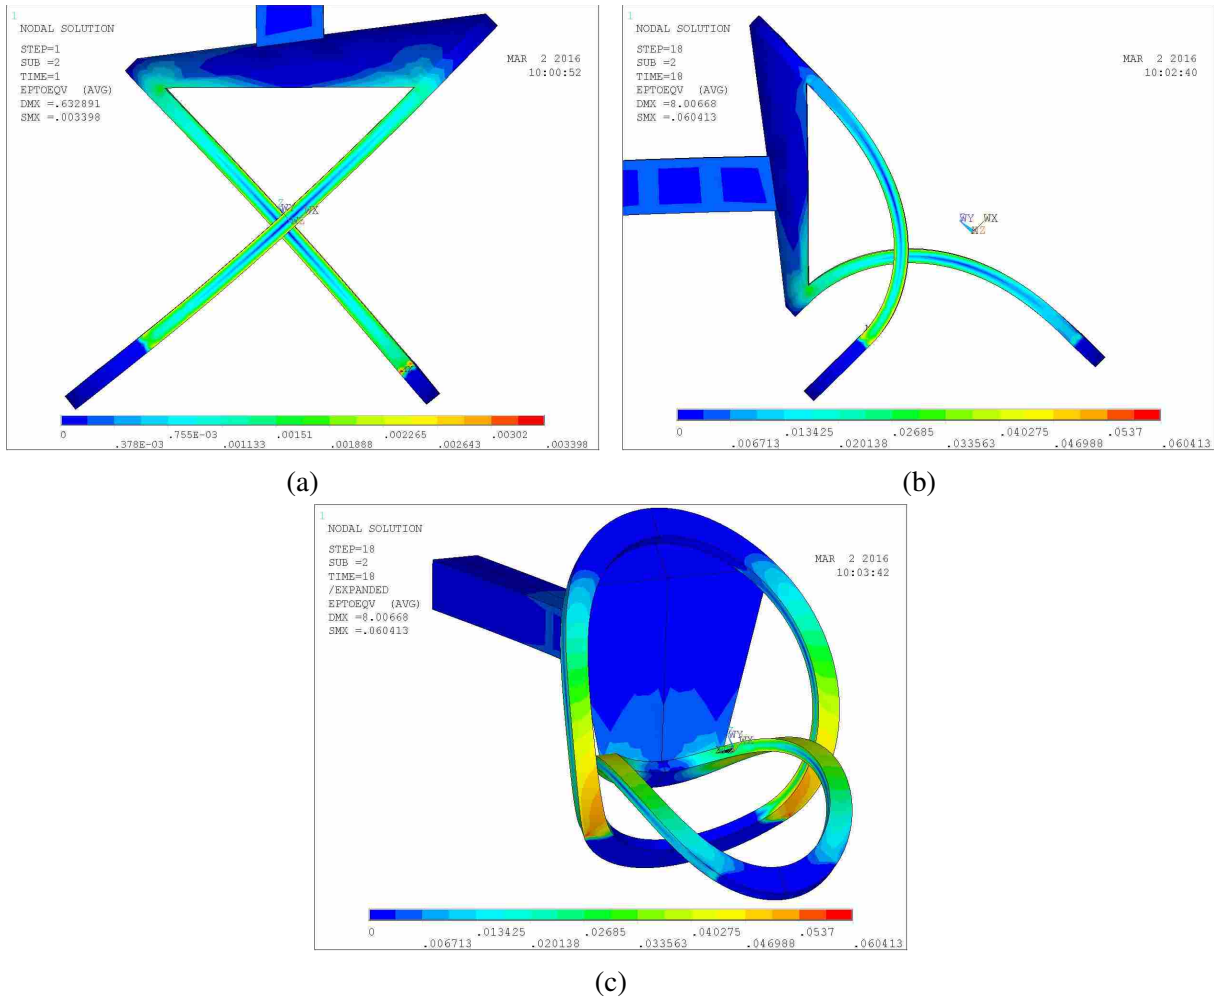 1
NODAL SOLUTION
STEP=1
SUB =2
TIME=1
EPTOEQV (AVG)
DMX =.632891
SMX =.003398
MAR 2 2016
10:00:52
WX
0 .755E-03 .00151 .002265 .00302
.378E-03 .001133 .001888 .002643 .003398
(a)
1
NODAL SOLUTION
STEP=18
SUB =2
TIME=18
EPTOEQV (AVG)
DMX =8.00668
SMX =.060413
MAR 2 2016
10:02:40
WY WX
0 .013425 .02685 .040275 .0537
.006713 .020138 .033563 .046988 .060413
(b)
1
NODAL SOLUTION
STEP=18
SUB =2
TIME=18
/EXPANDED
EPTOEQV (AVG)
DMX =8.00668
SMX =.060413
MAR 2 2016
10:03:42
WY
WX
0 .013425 .02685 .040275 .0537
.006713 .020138 .033563 .046988 .060413
(c)